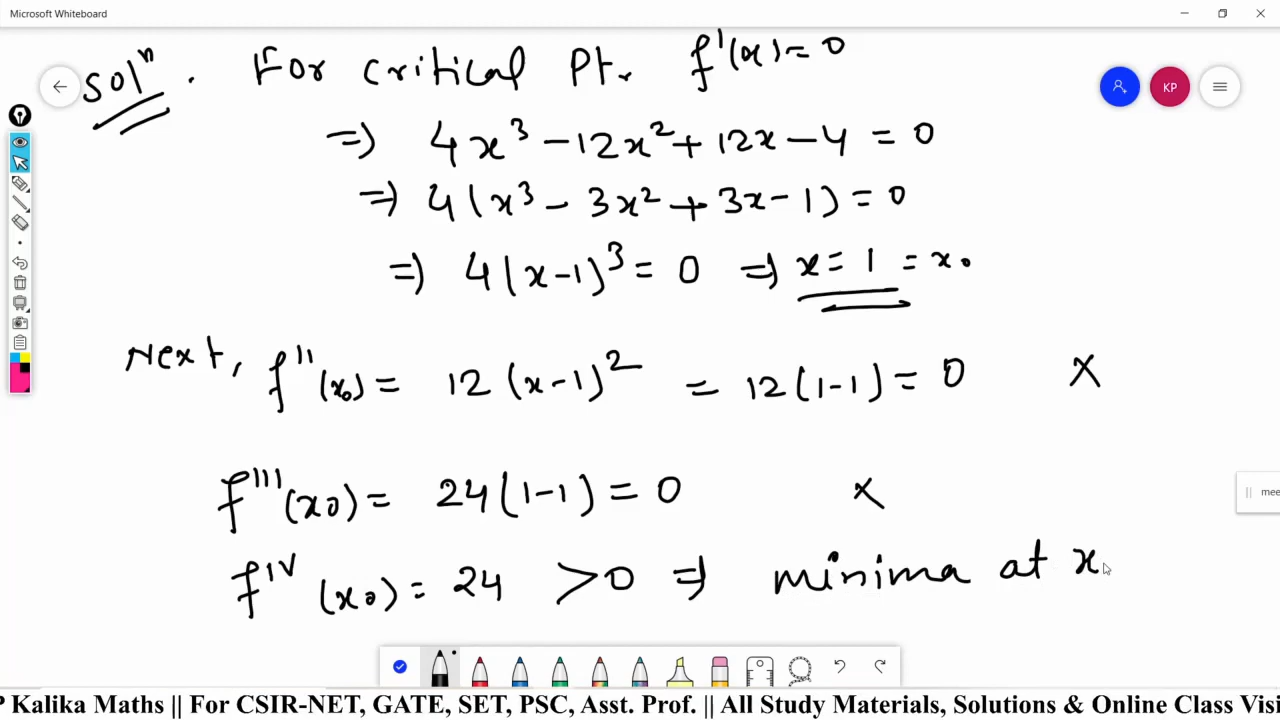 Microsoft Whiteboard
KP
Solⁿ. For critical Pt. f'(x) = 0
=> 4x³ - 12x² + 12x - 4 = 0
=> 4(x³ - 3x² + 3x - 1) = 0
=> 4(x-1)³ = 0 => x = 1 = x₀
Next, f''(x₀) = 12(x-1)² = 12(1-1) = 0 ×
f'''(x₀) = 24(1-1) = 0 ×
mee
f^IV(x₀) = 24 > 0 => minima at x
P Kalika Maths || For CSIR-NET, GATE, SET, PSC, Asst. Prof. || All Study Materials, Solutions & Online Class Visi